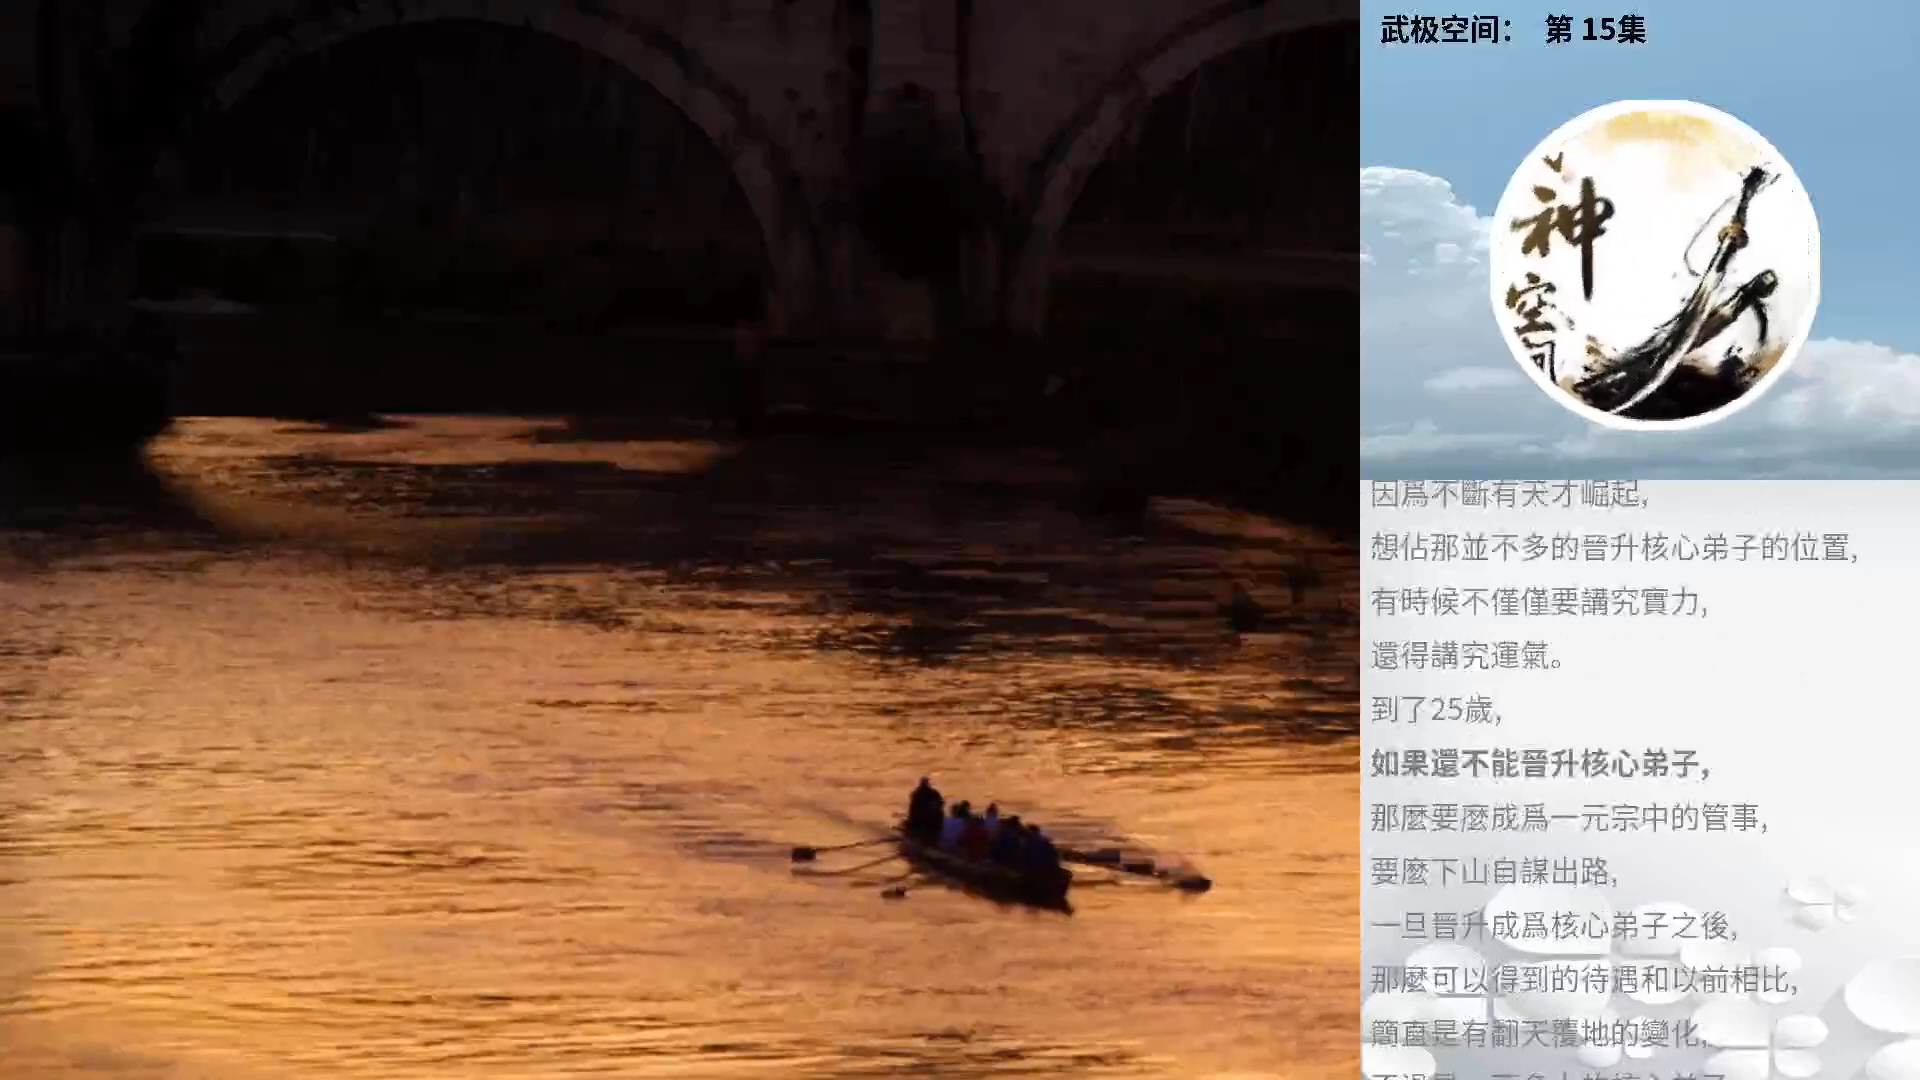 武极空间： 第 15集
神
空
间
因爲不斷有天才崛起,
想佔那並不多的晉升核心弟子的位置,
有時候不僅僅要講究實力,
還得講究運氣。
到了25歲,
如果還不能晉升核心弟子,
那麼要麼成爲一元宗中的管事,
要麼下山自謀出路,
一旦晉升成爲核心弟子之後,
那麼可以得到的待遇和以前相比,
簡直是有翻天覆地的變化,